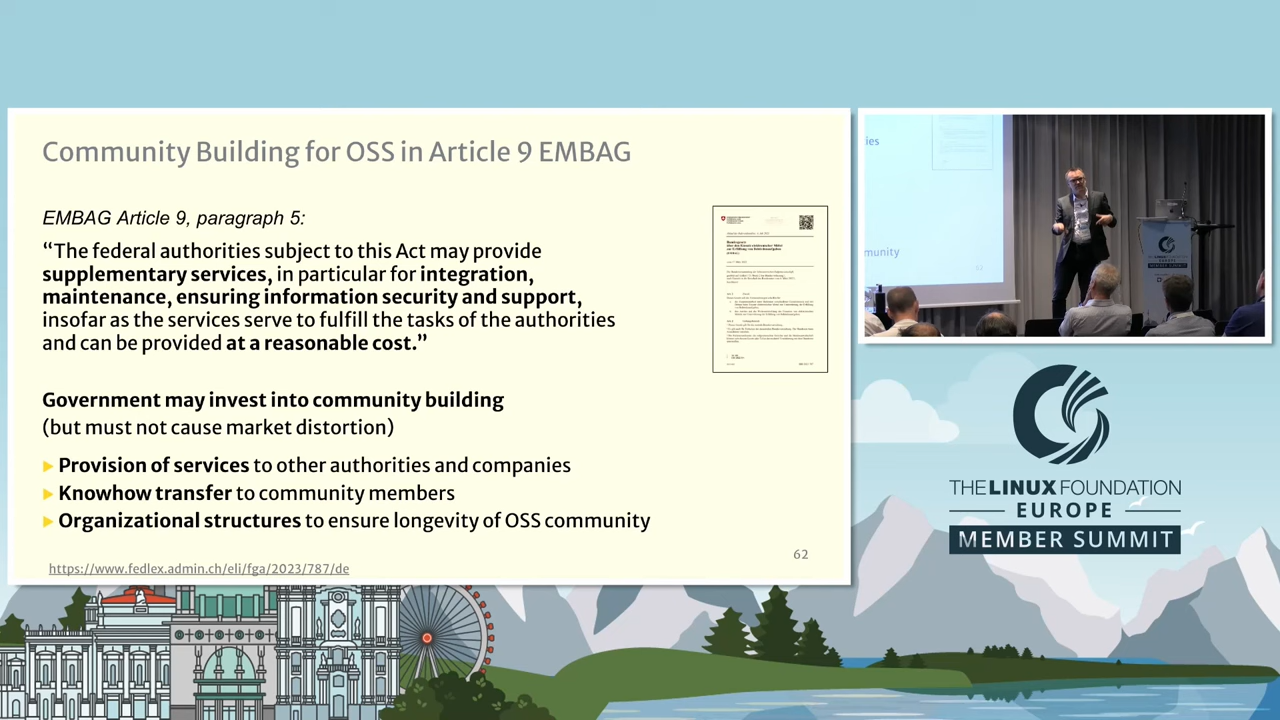 Community Building for OSS in Article 9 EMBAG
EMBAG Article 9, paragraph 5:
“The federal authorities subject to this Act may provide
supplementary services, in particular for integration,
maintenance, ensuring information security and support,
insofar as the services serve to fulfill the tasks of the authorities
and can be provided at a reasonable cost.”
Government may invest into community building
(but must not cause market distortion)
Provision of services to other authorities and companies
Knowhow transfer to community members
Organizational structures to ensure longevity of OSS community
62
https://www.fedlex.admin.ch/eli/fga/2023/787/de
THE LINUX FOUNDATION
EUROPE
MEMBER SUMMIT